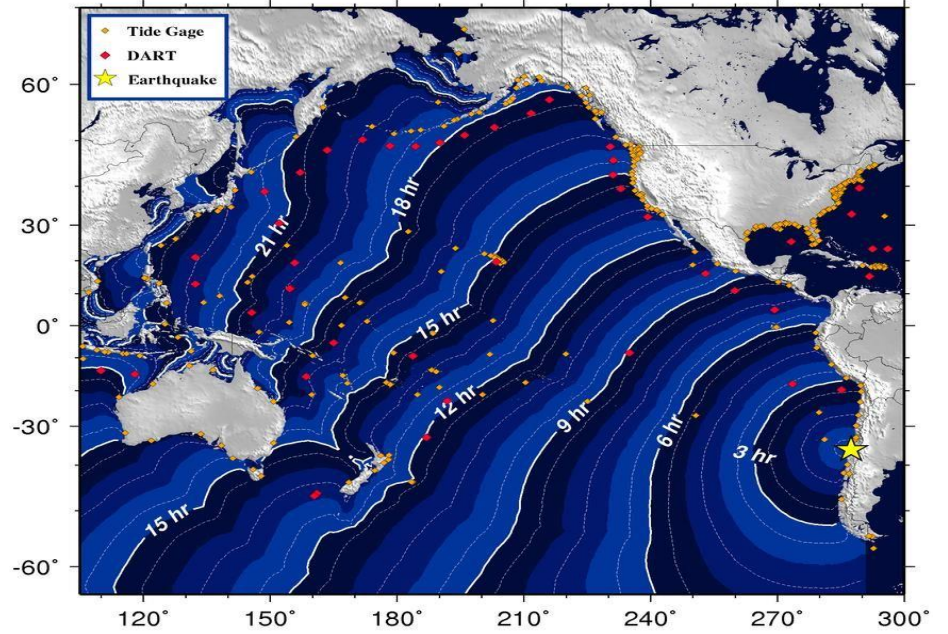 Tide Gage
DART
Earthquake
60°
30°
0°
-30°
-60°
21 hr
18 hr
15 hr
12 hr
9 hr
6 hr
3 hr
15 hr
120°
150°
180°
210°
240°
270°
300°